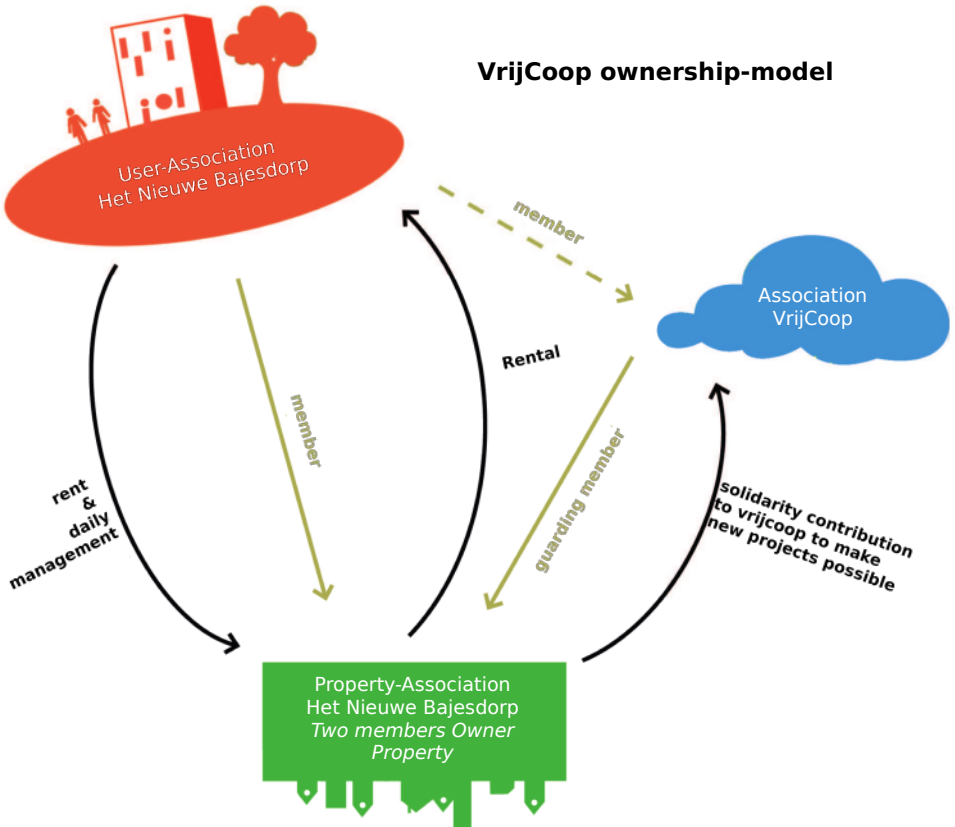 VrijCoop ownership-model
User-Association
Het Nieuwe Bajesdorp
member
Association
VrijCoop
Rental
member
guarding member
rent
&
daily
management
solidarity contribution
to vrijcoop to make
new projects possible
Property-Association
Het Nieuwe Bajesdorp
Two members Owner
Property